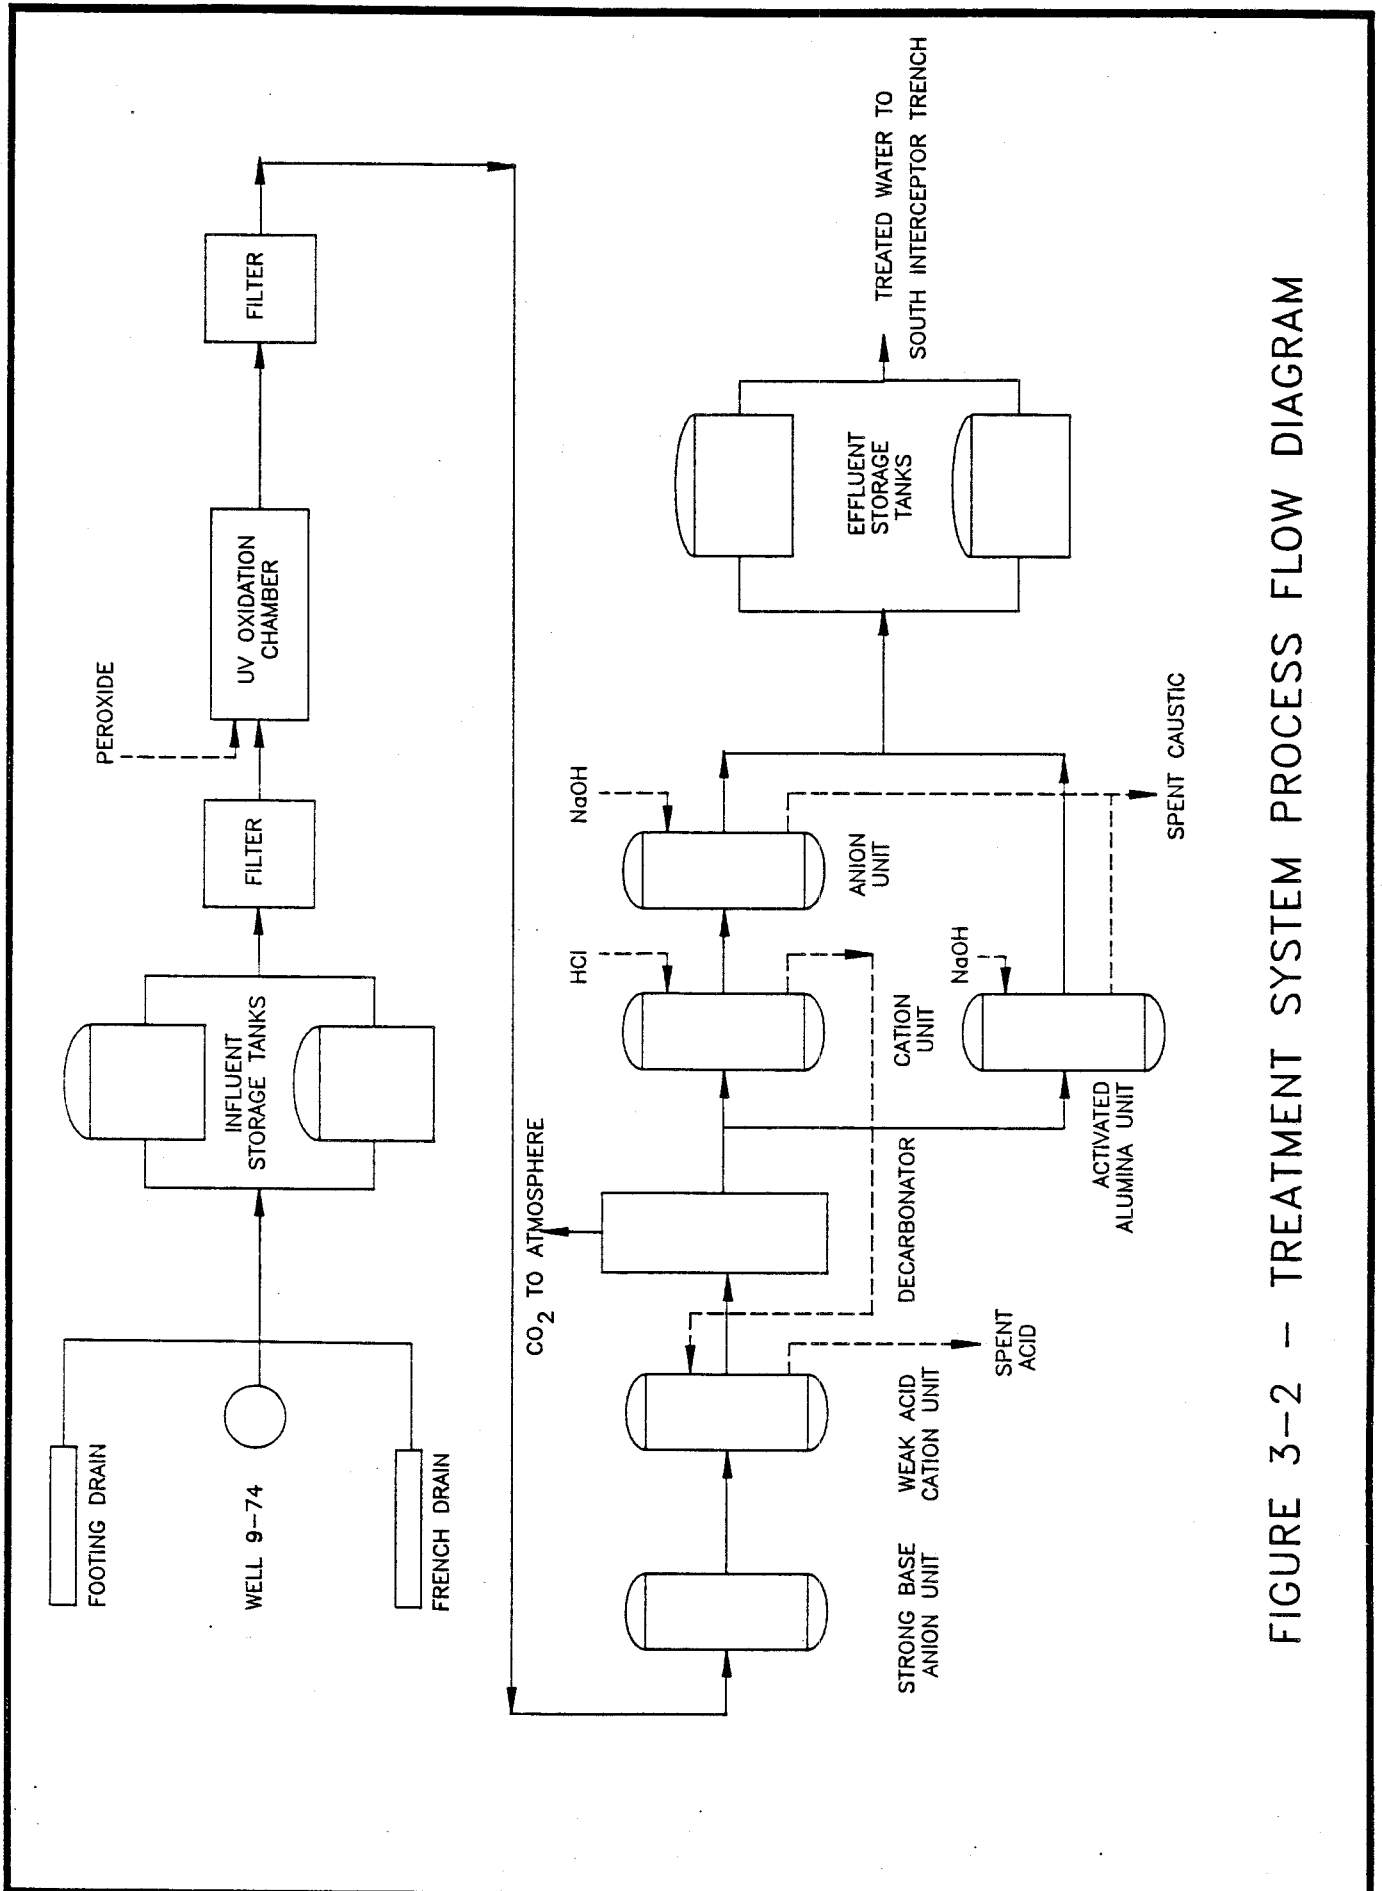 FOOTING DRAIN
WELL 9-74
FRENCH DRAIN
INFLUENT
STORAGE TANKS
FILTER
PEROXIDE
UV OXIDATION
CHAMBER
FILTER
STRONG BASE
ANION UNIT
WEAK ACID
CATION UNIT
SPENT
ACID
CO2 TO ATMOSPHERE
DECARBONATOR
HCl
CATION
UNIT
NaOH
ANION
UNIT
NaOH
ACTIVATED
ALUMINA UNIT
SPENT CAUSTIC
EFFLUENT
STORAGE
TANKS
TREATED WATER TO
SOUTH INTERCEPTOR TRENCH
FIGURE 3-2 - TREATMENT SYSTEM PROCESS FLOW DIAGRAM